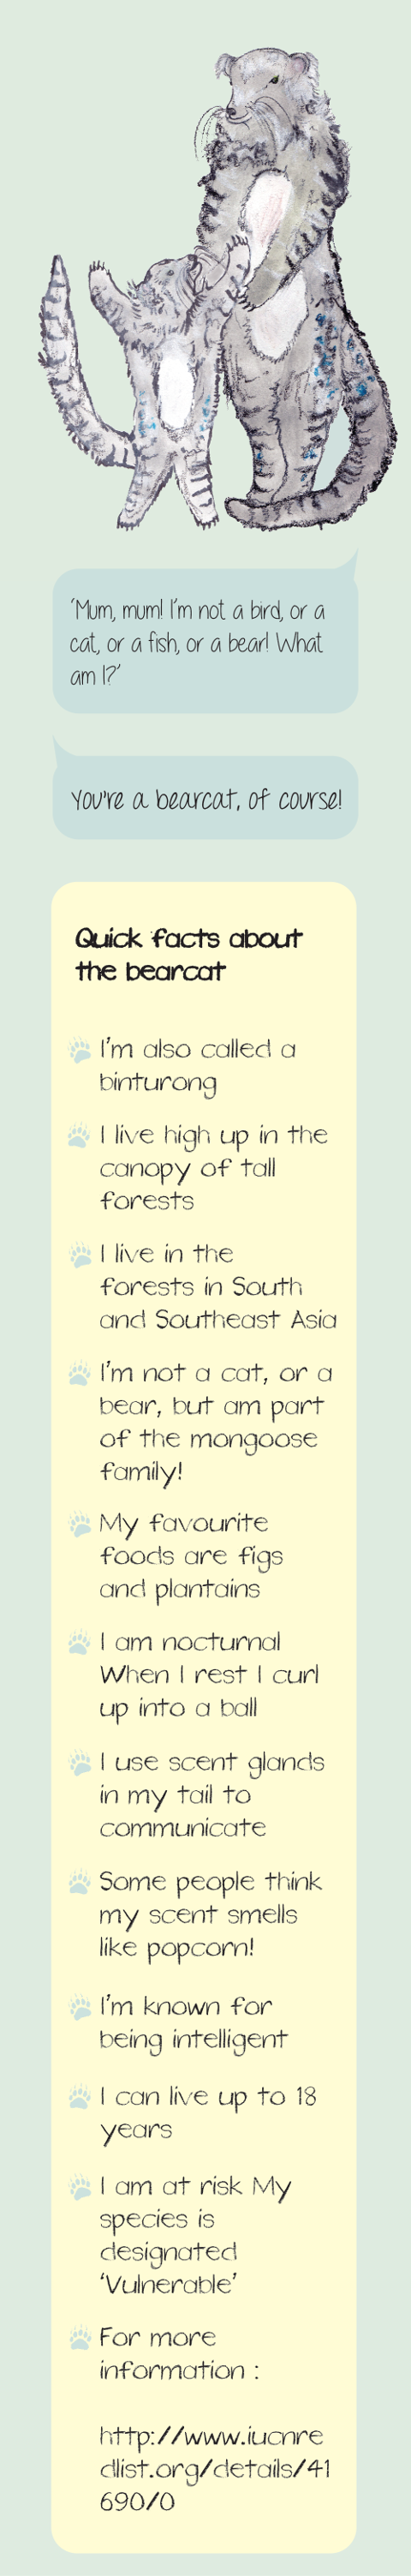 ‘Mum, mum! I’m not a bird, or a
cat, or a fish, or a bear! What
am I?’
You’re a bearcat, of course!
Quick facts about
the bearcat
I’m also called a
binturong
I live high up in the
canopy of tall
forests
I live in the
forests in South
and Southeast Asia
I’m not a cat, or a
bear, but am part
of the mongoose
family!
My favourite
foods are figs
and plantains
I am nocturnal
When I rest I curl
up into a ball
I use scent glands
in my tail to
communicate
Some people think
my scent smells
like popcorn!
I’m known for
being intelligent
I can live up to 18
years
I am at risk My
species is
designated
‘Vulnerable’
For more
information :
http://www.iucnre
dlist.org/details/41
690/0